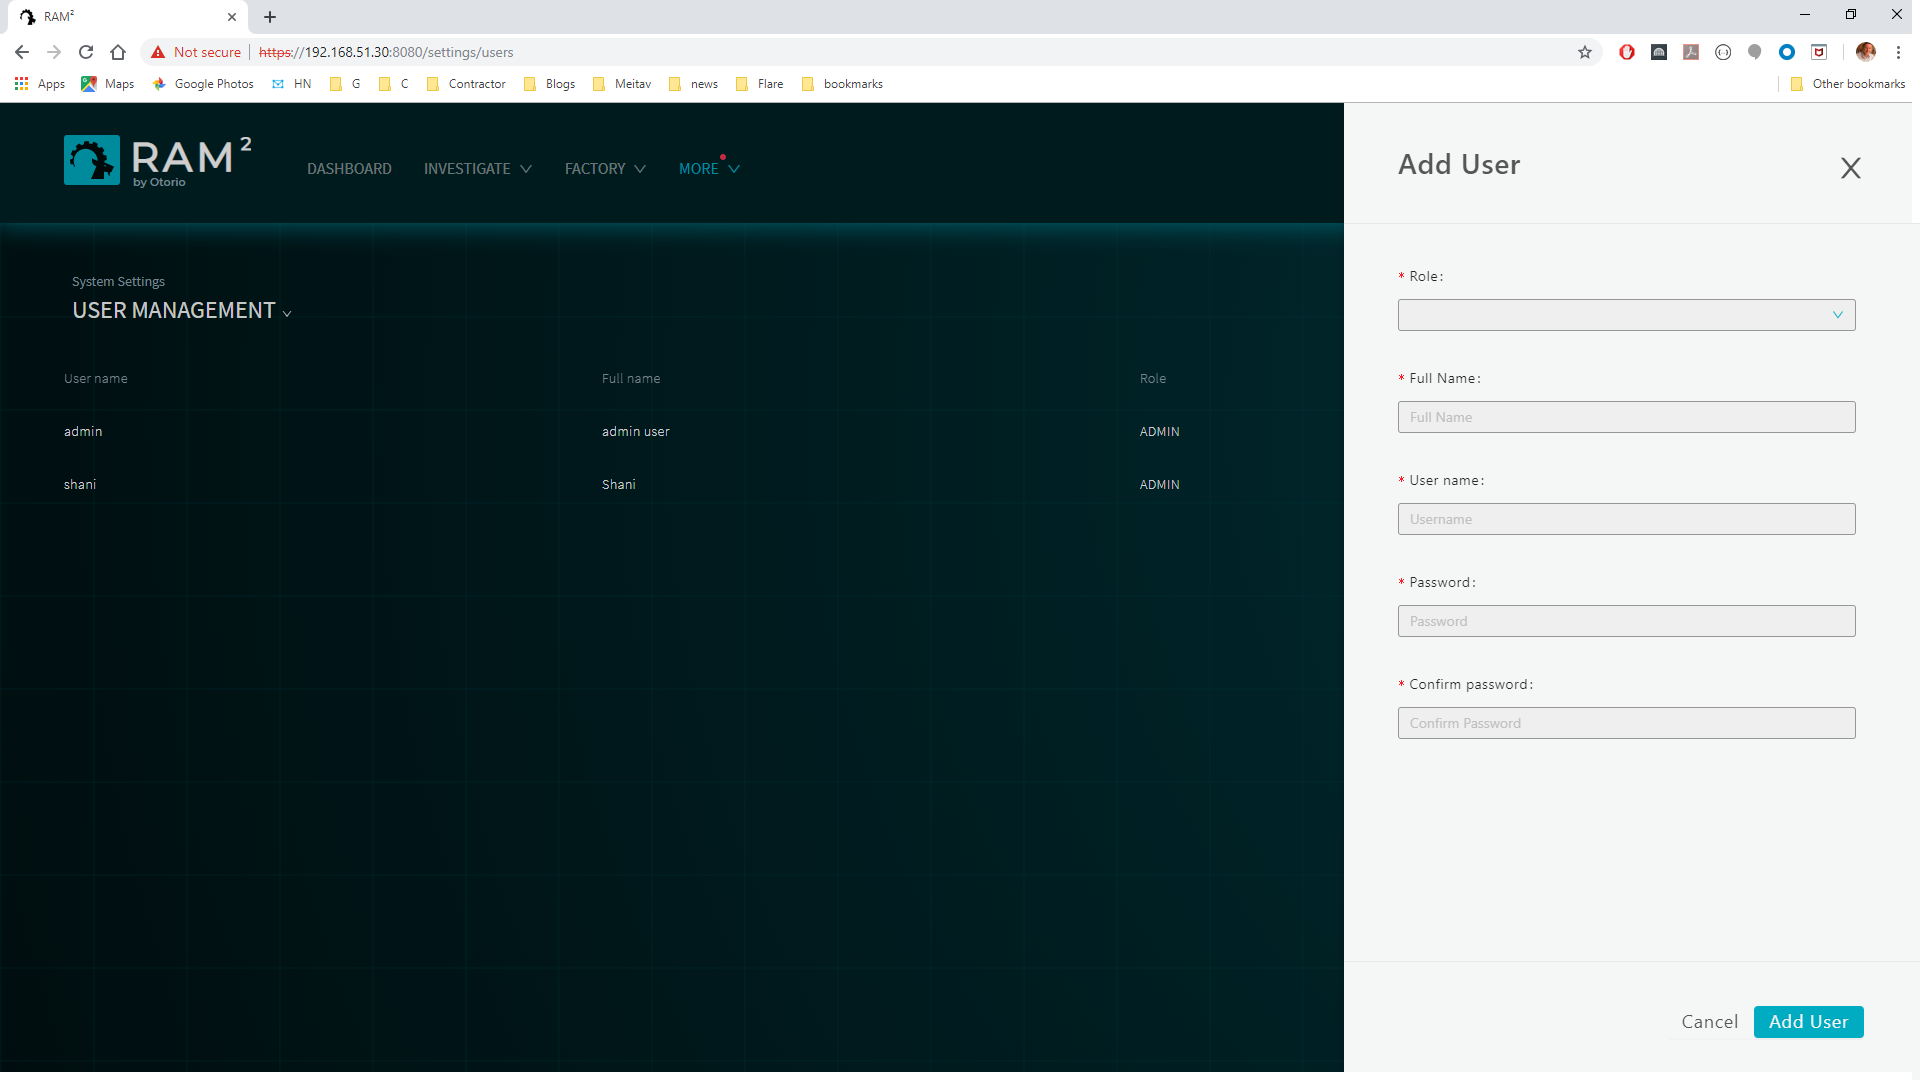 RAM²
Not secure https://192.168.51.30:8080/settings/users
Apps Maps Google Photos HN G C Contractor Blogs Meitav news Flare bookmarks Other bookmarks
RAM 2
by Otorio
DASHBOARD INVESTIGATE FACTORY MORE
Add User
System Settings
USER MANAGEMENT
User name Full name Role
admin admin user ADMIN
shani Shani ADMIN
* Role:
* Full Name:
Full Name
* User name:
Username
* Password:
Password
* Confirm password:
Confirm Password
Cancel Add User